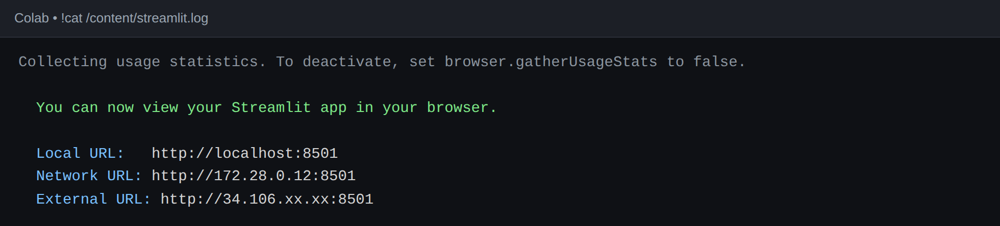 Colab • !cat /content/streamlit.log
Collecting usage statistics. To deactivate, set browser.gatherUsageStats to false.
You can now view your Streamlit app in your browser.
Local URL:   http://localhost:8501
Network URL: http://172.28.0.12:8501
External URL: http://34.106.xx.xx:8501